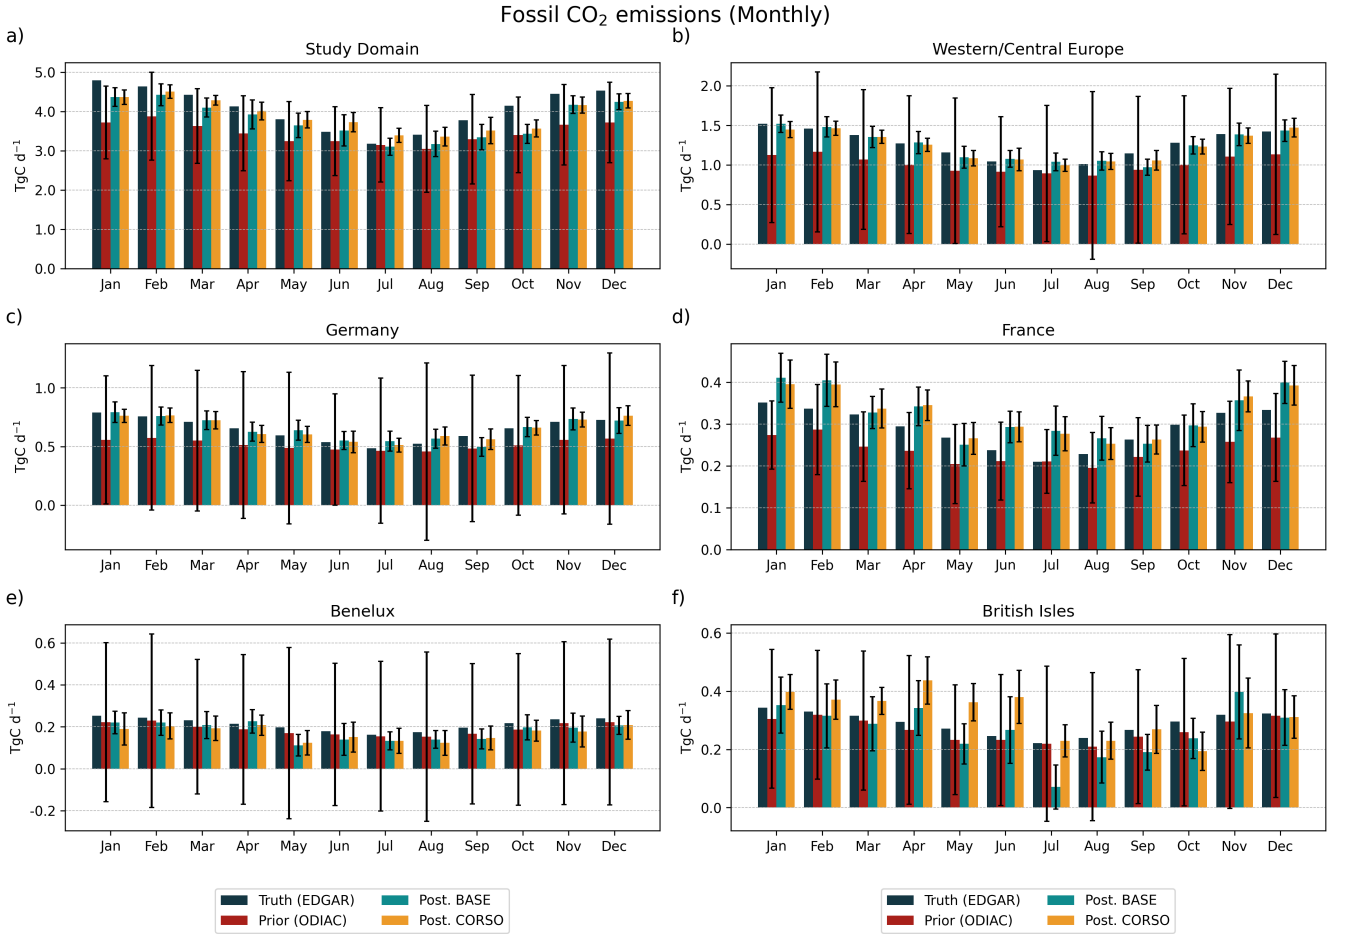 Fossil CO₂ emissions (Monthly)
a)
Study Domain
TgC d⁻¹
5.0
4.0
3.0
2.0
1.0
0.0
Jan Feb Mar Apr May Jun Jul Aug Sep Oct Nov Dec
b)
Western/Central Europe
TgC d⁻¹
2.0
1.5
1.0
0.5
0.0
Jan Feb Mar Apr May Jun Jul Aug Sep Oct Nov Dec
c)
Germany
TgC d⁻¹
1.0
0.5
0.0
Jan Feb Mar Apr May Jun Jul Aug Sep Oct Nov Dec
d)
France
TgC d⁻¹
0.4
0.3
0.2
0.1
0.0
Jan Feb Mar Apr May Jun Jul Aug Sep Oct Nov Dec
e)
Benelux
TgC d⁻¹
0.6
0.4
0.2
0.0
-0.2
Jan Feb Mar Apr May Jun Jul Aug Sep Oct Nov Dec
f)
British Isles
TgC d⁻¹
0.6
0.4
0.2
0.0
Jan Feb Mar Apr May Jun Jul Aug Sep Oct Nov Dec
Truth (EDGAR) Post. BASE
Prior (ODIAC) Post. CORSO
Truth (EDGAR) Post. BASE
Prior (ODIAC) Post. CORSO